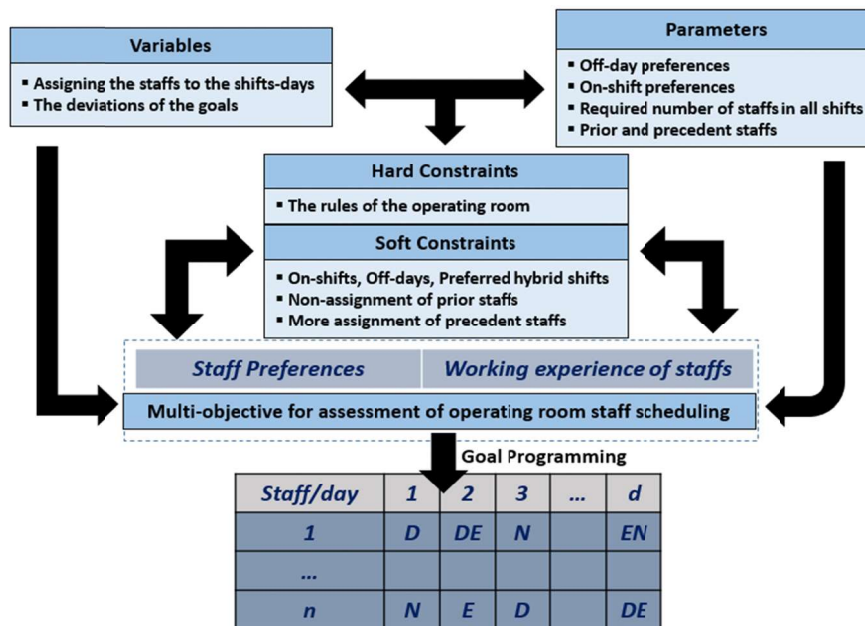 Variables
▪ Assigning the staffs to the shifts-days
▪ The deviations of the goals
Parameters
▪ Off-day preferences
▪ On-shift preferences
▪ Required number of staffs in all shifts
▪ Prior and precedent staffs
Hard Constraints
▪ The rules of the operating room
Soft Constraints
▪ On-shifts, Off-days, Preferred hybrid shifts
▪ Non-assignment of prior staffs
▪ More assignment of precedent staffs
Staff Preferences Working experience of staffs
Multi-objective for assessment of operating room staff scheduling
Goal Programming
Staff/day 1 2 3 ... d
1 D DE N EN
...
n N E D DE